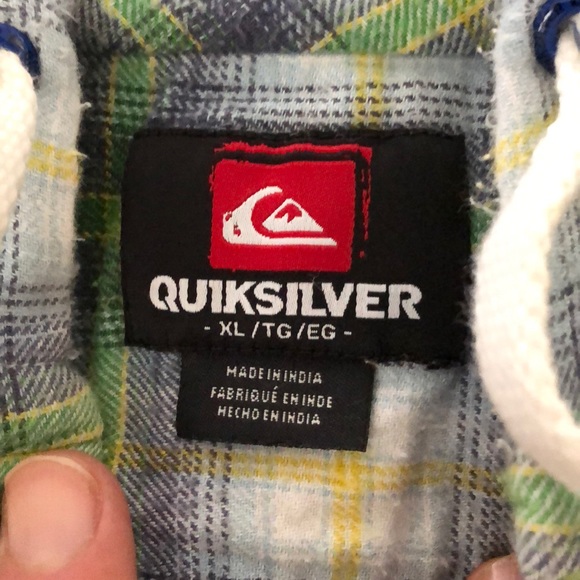 QUIKSILVER
- XL / TG / EG -
MADE IN INDIA
FABRIQUÉ EN INDE
HECHO EN INDIA